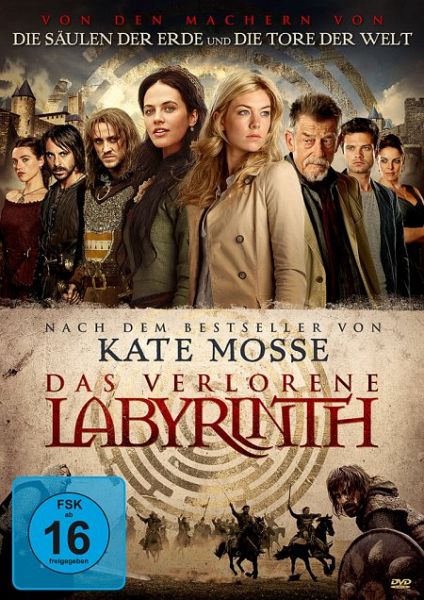 VON DEN MACHERN VON
DIE SÄULEN DER ERDE UND DIE TORE DER WELT
NACH DEM BESTSELLER VON
KATE MOSSE
DAS VERLORENE
LABYRINTH
FSK
ab
16
freigegeben
DVD
VIDEO